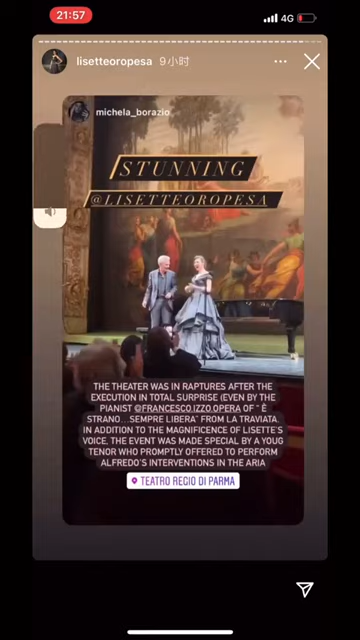 21:57
4G
lisetteoropesa 9小时
michela_borazio
STUNNING
@LISETTEOROPESA
THE THEATER WAS IN RAPTURES AFTER THE
EXECUTION IN TOTAL SURPRISE (EVEN BY THE
PIANIST @FRANCESCO.IZZO.OPERA OF " È
STRANO...SEMPRE LIBERA" FROM LA TRAVIATA.
IN ADDITION TO THE MAGNIFICENCE OF LISETTE'S
VOICE, THE EVENT WAS MADE SPECIAL BY A YOUG
TENOR WHO PROMPTLY OFFERED TO PERFORM
ALFREDO'S INTERVENTIONS IN THE ARIA
TEATRO REGIO DI PARMA